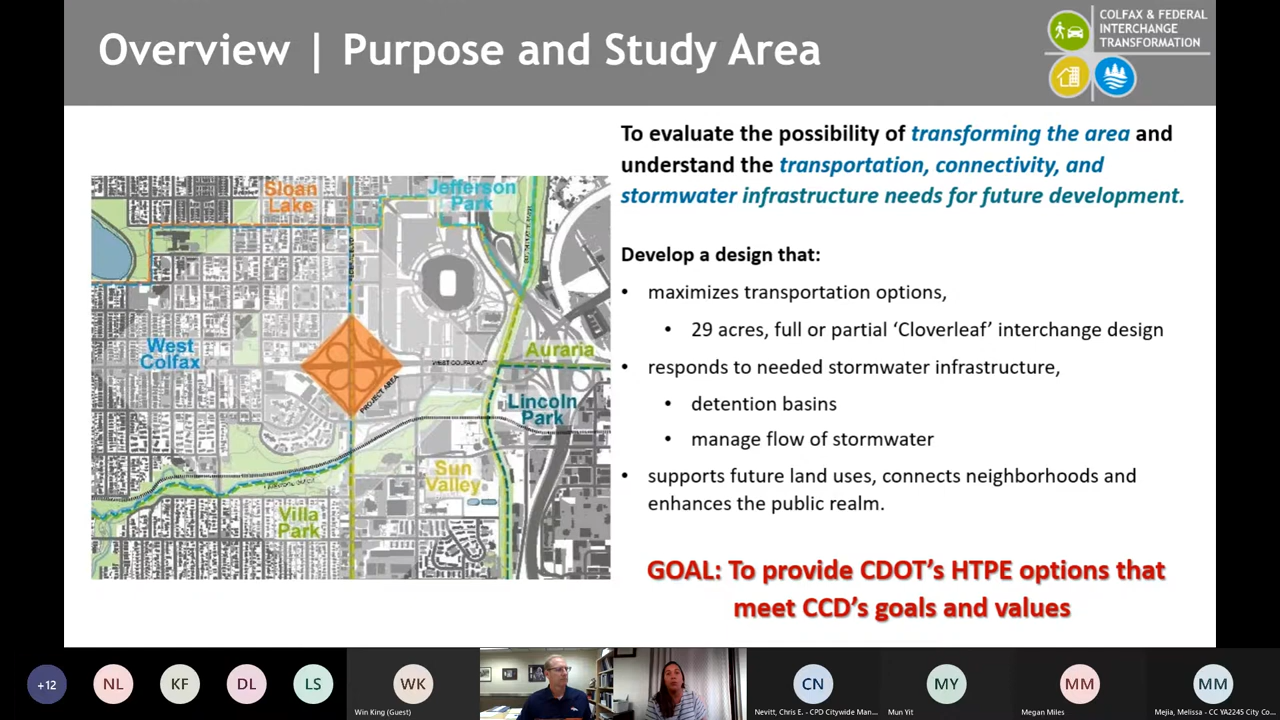 Overview | Purpose and Study Area
COLFAX & FEDERAL
INTERCHANGE
TRANSFORMATION
To evaluate the possibility of transforming the area and
understand the transportation, connectivity, and
stormwater infrastructure needs for future development.
Develop a design that:
• maximizes transportation options,
• 29 acres, full or partial ‘Cloverleaf’ interchange design
• responds to needed stormwater infrastructure,
• detention basins
• manage flow of stormwater
• supports future land uses, connects neighborhoods and
enhances the public realm.
GOAL: To provide CDOT’s HTPE options that
meet CCD’s goals and values
Sloan
Lake
Jefferson
Park
West
Colfax
Auraria
WEST COLFAX AVE
PROJECT AREA
Lincoln
Park
Sun
Valley
Villa
Park
+12
NL
KF
DL
LS
WK
Win King (Guest)
CN
Nevitt, Chris E. - CPD Citywide Man...
MY
Mun Yit
MM
Megan Miles
MM
Mejia, Melissa - CC YA2245 City Co...